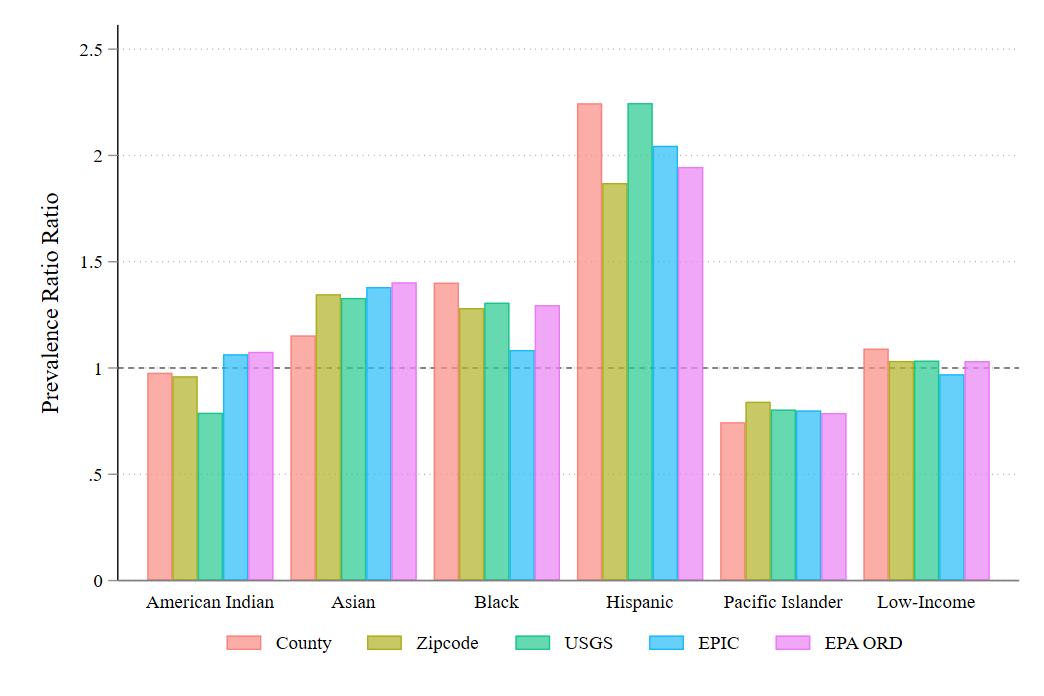 Prevalence Ratio Ratio
2.5
2
1.5
1
.5
0
American Indian Asian Black Hispanic Pacific Islander Low-Income
County Zipcode USGS EPIC EPA ORD